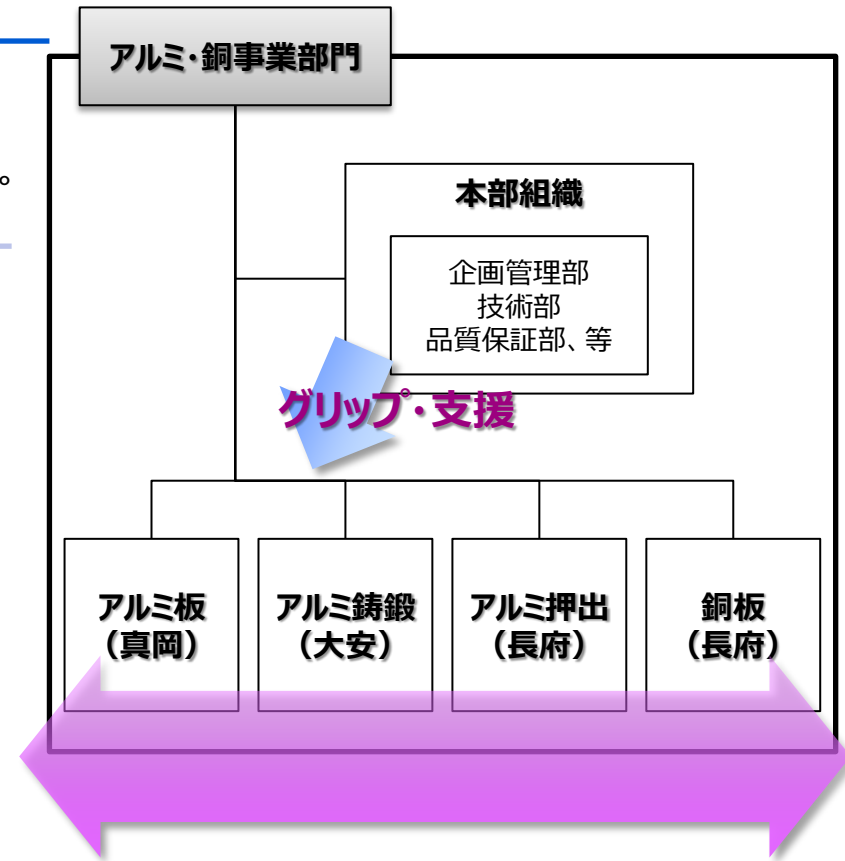 アルミ・銅事業部門
。
本部組織
企画管理部
技術部
品質保証部、等
グリップ・支援
アルミ板
（真岡）
アルミ鋳鍛
（大安）
アルミ押出
（長府）
銅板
（長府）